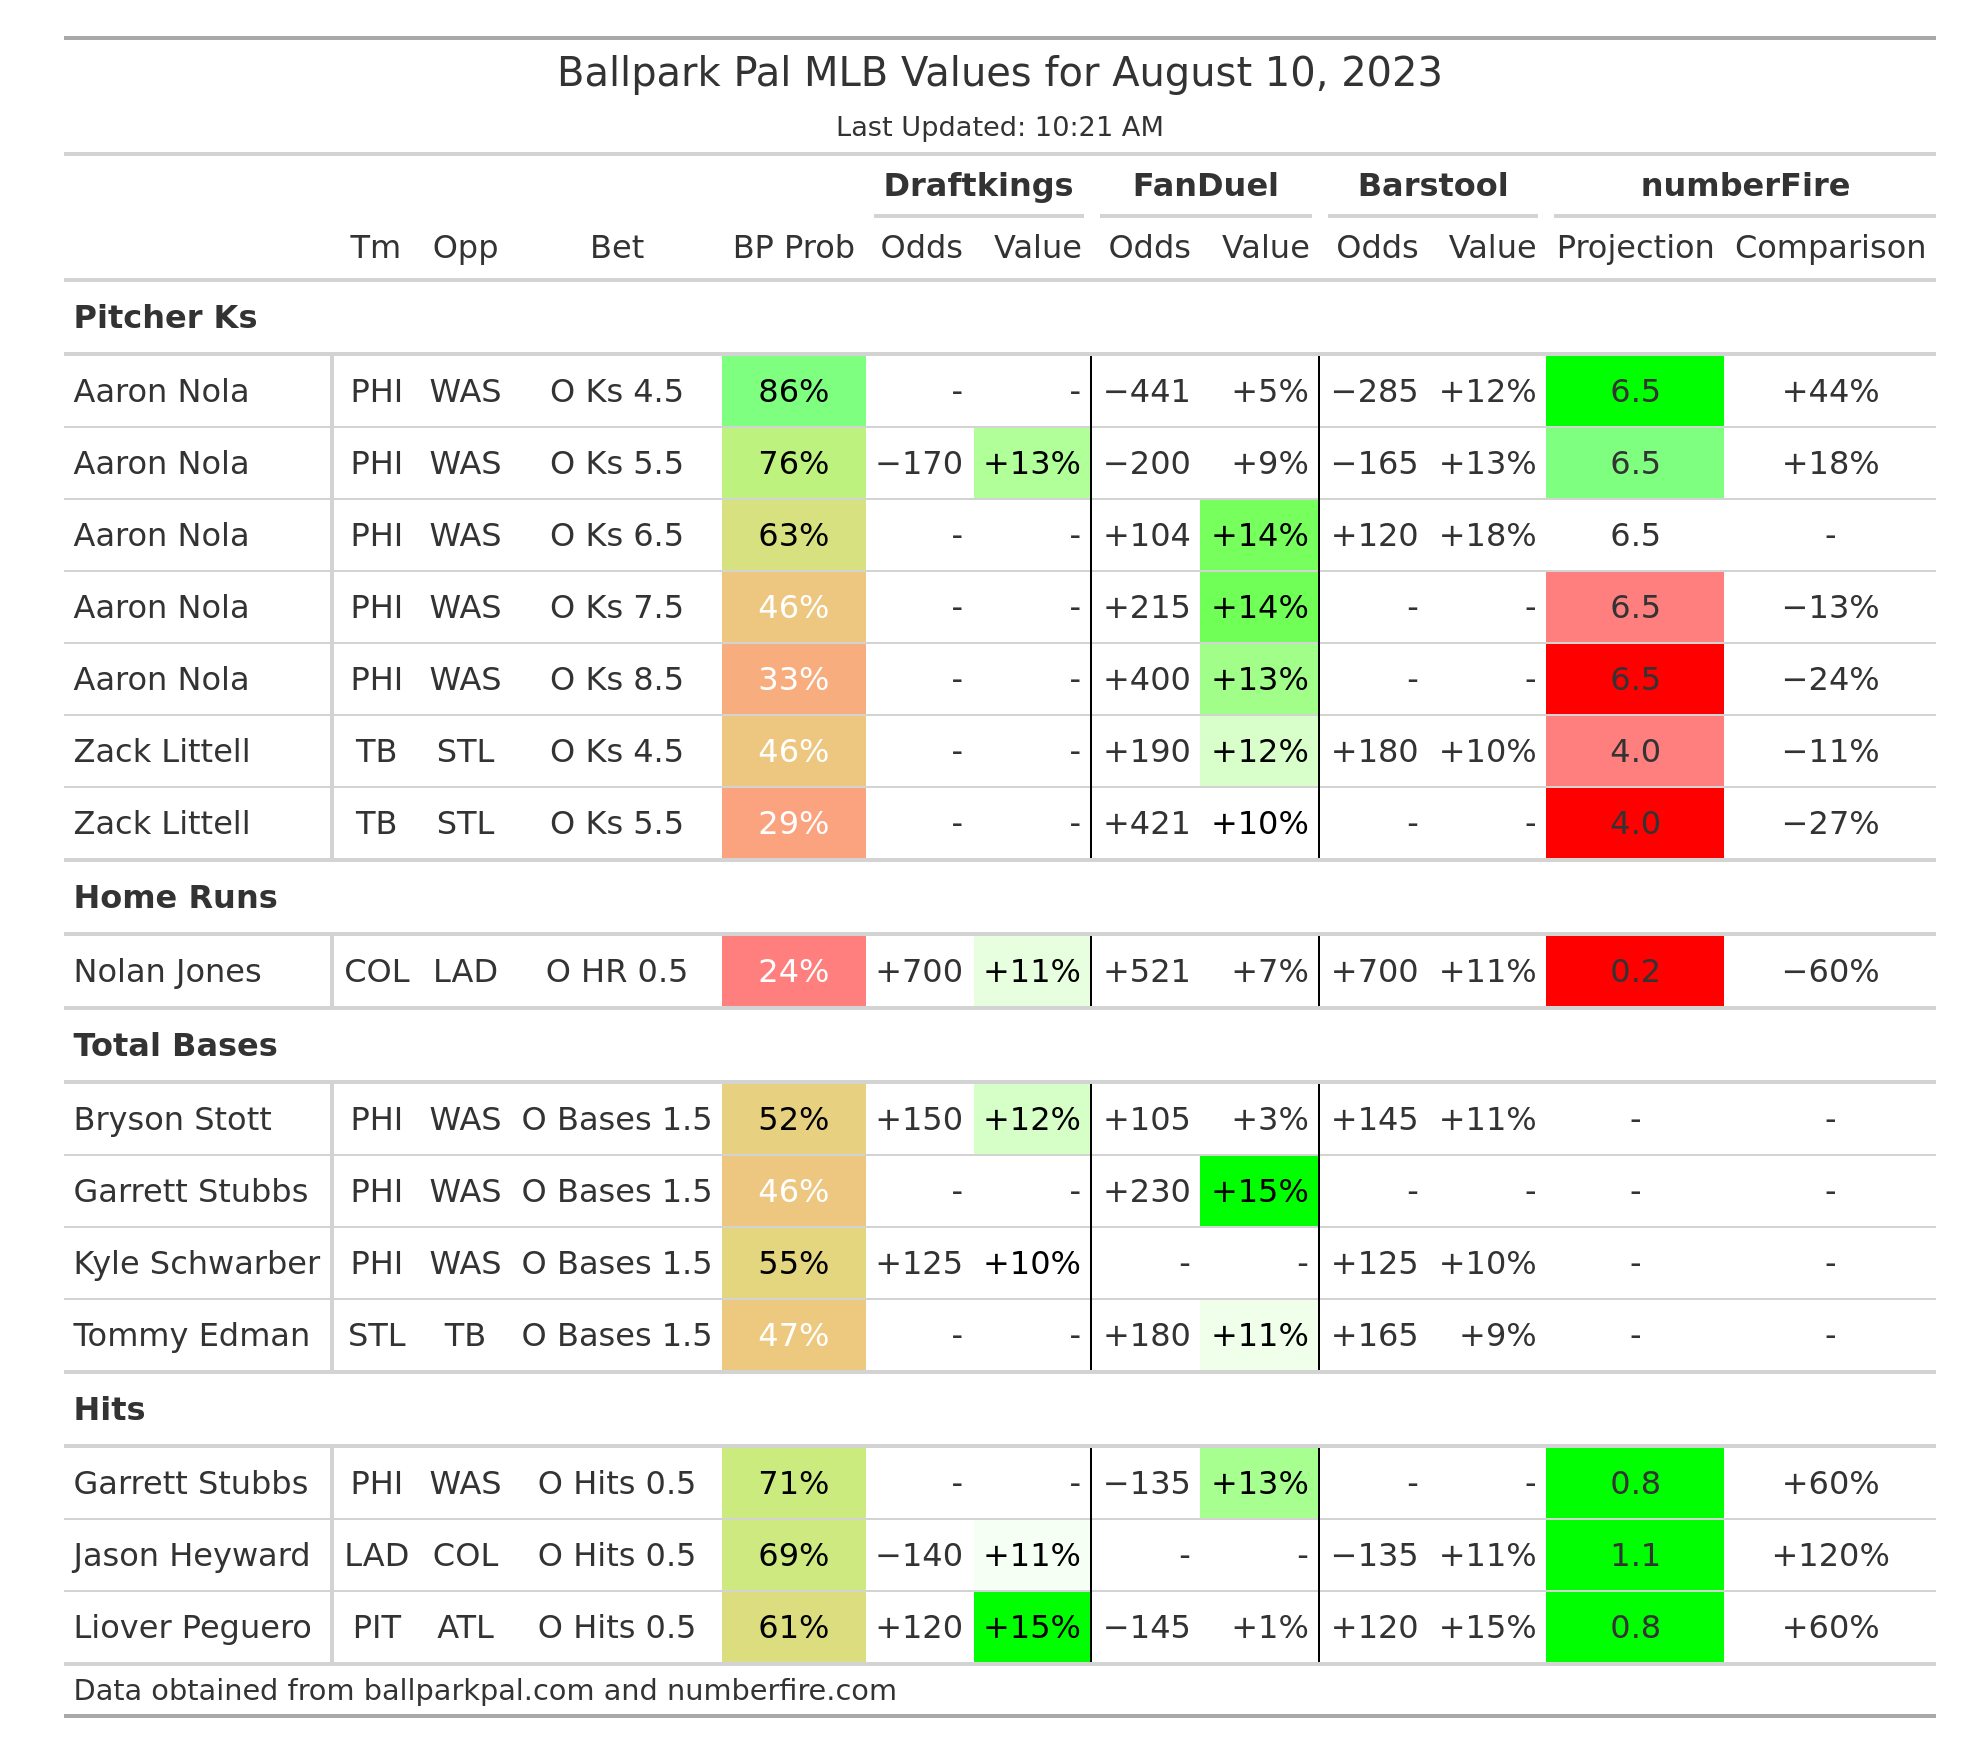 Ballpark Pal MLB Values for August 10, 2023
Last Updated: 10:21 AM
Draftkings FanDuel Barstool numberFire
Tm Opp Bet BP Prob Odds Value Odds Value Odds Value Projection Comparison
Pitcher Ks
Aaron Nola PHI WAS O Ks 4.5 86% - - −441 +5% −285 +12% 6.5 +44%
Aaron Nola PHI WAS O Ks 5.5 76% −170 +13% −200 +9% −165 +13% 6.5 +18%
Aaron Nola PHI WAS O Ks 6.5 63% - - +104 +14% +120 +18% 6.5 -
Aaron Nola PHI WAS O Ks 7.5 46% - - +215 +14% - - 6.5 −13%
Aaron Nola PHI WAS O Ks 8.5 33% - - +400 +13% - - 6.5 −24%
Zack Littell TB STL O Ks 4.5 46% - - +190 +12% +180 +10% 4.0 −11%
Zack Littell TB STL O Ks 5.5 29% - - +421 +10% - - 4.0 −27%
Home Runs
Nolan Jones COL LAD O HR 0.5 24% +700 +11% +521 +7% +700 +11% 0.2 −60%
Total Bases
Bryson Stott PHI WAS O Bases 1.5 52% +150 +12% +105 +3% +145 +11% - -
Garrett Stubbs PHI WAS O Bases 1.5 46% - - +230 +15% - - - -
Kyle Schwarber PHI WAS O Bases 1.5 55% +125 +10% - - +125 +10% - -
Tommy Edman STL TB O Bases 1.5 47% - - +180 +11% +165 +9% - -
Hits
Garrett Stubbs PHI WAS O Hits 0.5 71% - - −135 +13% - - 0.8 +60%
Jason Heyward LAD COL O Hits 0.5 69% −140 +11% - - −135 +11% 1.1 +120%
Liover Peguero PIT ATL O Hits 0.5 61% +120 +15% −145 +1% +120 +15% 0.8 +60%
Data obtained from ballparkpal.com and numberfire.com